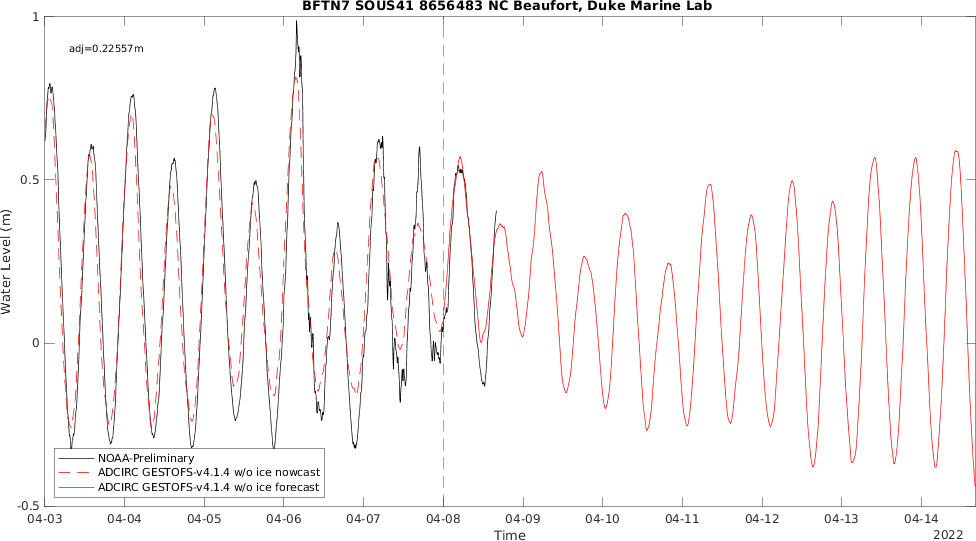 BFTN7 SOUS41 8656483 NC Beaufort, Duke Marine Lab
adj=0.22557m
Water Level (m)
1
0.5
0
-0.5
NOAA-Preliminary
ADCIRC GESTOFS-v4.1.4 w/o ice nowcast
ADCIRC GESTOFS-v4.1.4 w/o ice forecast
04-03 04-04 04-05 04-06 04-07 04-08 04-09 04-10 04-11 04-12 04-13 04-14
Time
2022